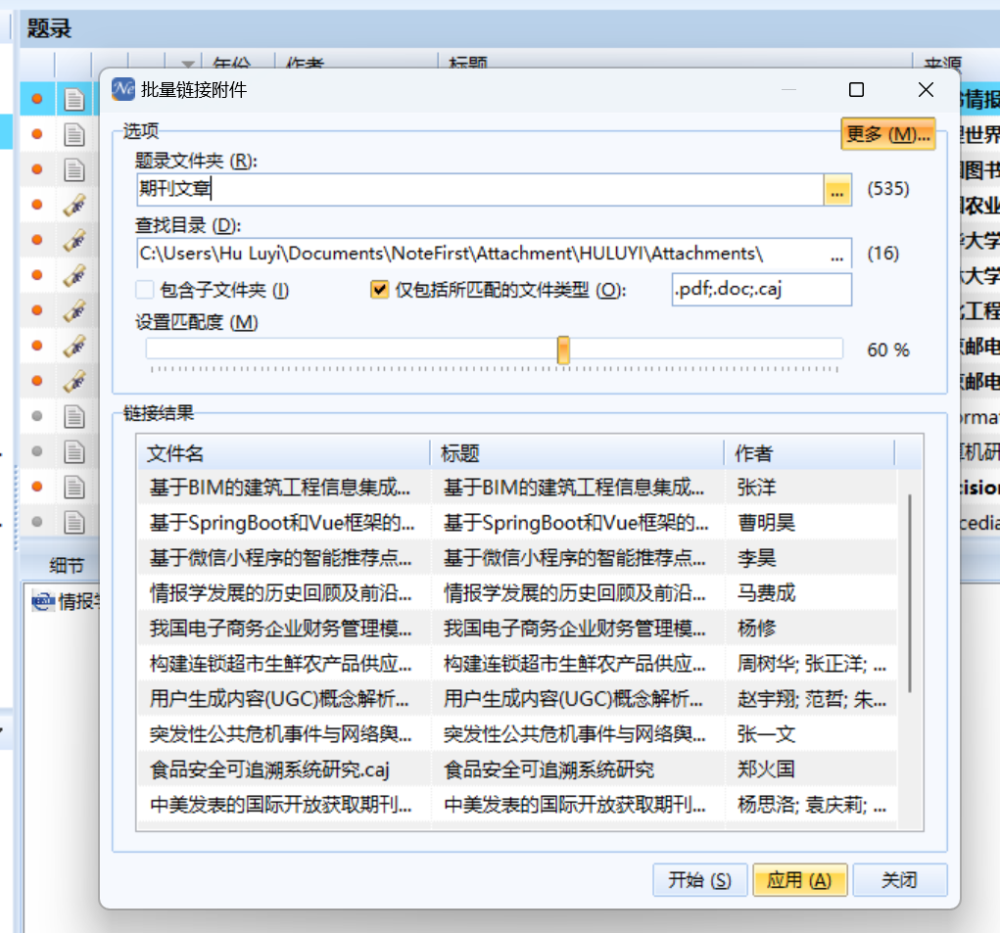 题录
年份 作者 标题 来源
批量链接附件
选项
更多 (M)...
题录文件夹 (R):
期刊文章 ... (535)
查找目录 (D):
C:\Users\Hu Luyi\Documents\NoteFirst\Attachment\HULUYI\Attachments\ ... (16)
包含子文件夹 (I) 仅包括所匹配的文件类型 (O): .pdf;.doc;.caj
设置匹配度 (M)
60 %
链接结果
文件名 标题 作者
基于BIM的建筑工程信息集成... 基于BIM的建筑工程信息集成... 张洋
基于SpringBoot和Vue框架的... 基于SpringBoot和Vue框架的... 曹明昊
基于微信小程序的智能推荐点... 基于微信小程序的智能推荐点... 李昊
情报学发展的历史回顾及前沿... 情报学发展的历史回顾及前沿... 马费成
我国电子商务企业财务管理模... 我国电子商务企业财务管理模... 杨修
构建连锁超市生鲜农产品供应... 构建连锁超市生鲜农产品供应... 周树华; 张正洋; ...
用户生成内容(UGC)概念解析... 用户生成内容(UGC)概念解析... 赵宇翔; 范哲; 朱...
突发性公共危机事件与网络舆... 突发性公共危机事件与网络舆... 张一文
食品安全可追溯系统研究.caj 食品安全可追溯系统研究 郑火国
中美发表的国际开放获取期刊... 中美发表的国际开放获取期刊... 杨思洛; 袁庆莉; ...
开始 (S) 应用 (A) 关闭
情报
世界
图书
农业
大学
大学
工程
邮电
邮电
机研
细节
情报